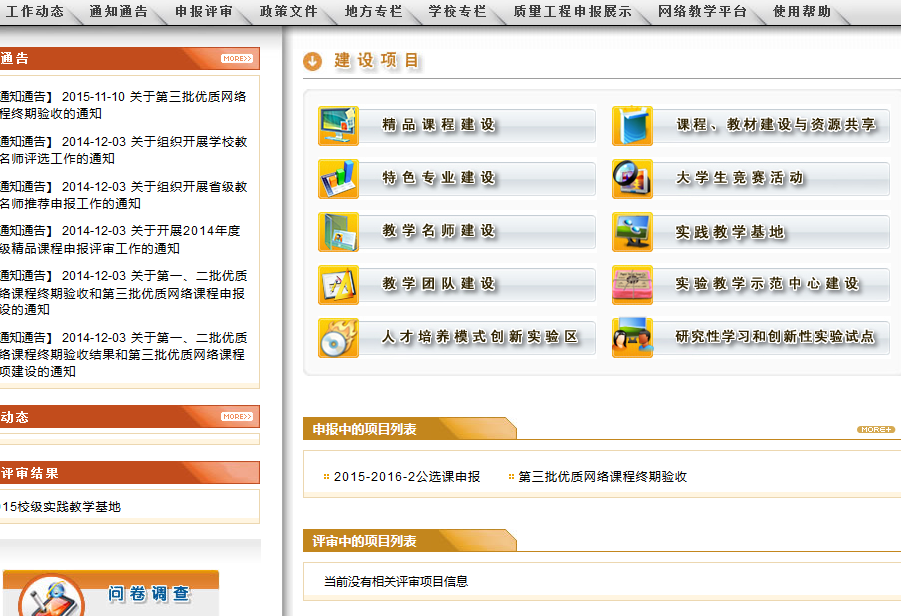 工作动态 通知通告 申报评审 政策文件 地方专栏 学校专栏 质量工程申报展示 网络教学平台 使用帮助
通告 MORE>>
通知通告】 2015-11-10 关于第三批优质网络
程终期验收的通知
通知通告】 2014-12-03 关于组织开展学校教
名师评选工作的通知
通知通告】 2014-12-03 关于组织开展省级教
名师推荐申报工作的通知
通知通告】 2014-12-03 关于开展2014年度
级精品课程申报评审工作的通知
通知通告】 2014-12-03 关于第一、二批优质
络课程终期验收和第三批优质网络课程申报
设的通知
通知通告】 2014-12-03 关于第一、二批优质
络课程终期验收结果和第三批优质网络课程
项建设的通知
动态 MORE>>
评审结果
15校级实践教学基地
问卷调查
建设项目
精品课程建设 课程、教材建设与资源共享
特色专业建设 大学生竞赛活动
教学名师建设 实践教学基地
教学团队建设 实验教学示范中心建设
人才培养模式创新实验区 研究性学习和创新性实验试点
申报中的项目列表 MORE+
2015-2016-2公选课申报 第三批优质网络课程终期验收
评审中的项目列表
当前没有相关评审项目信息